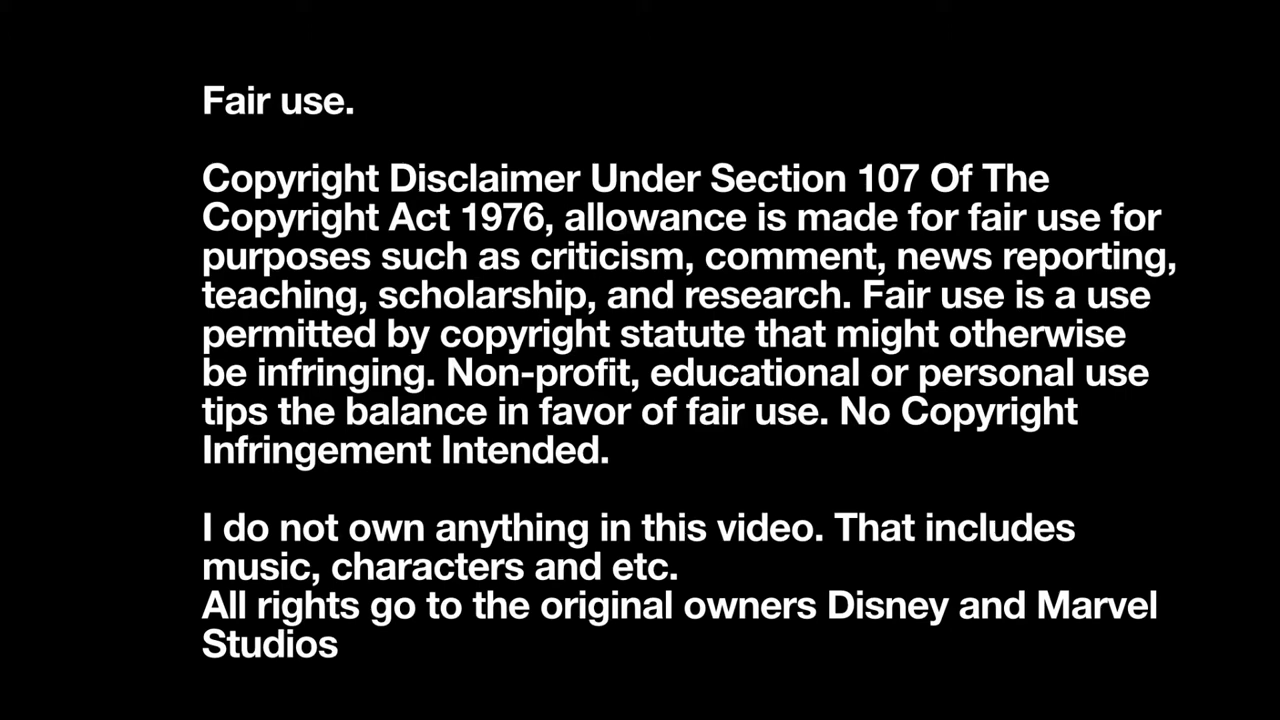 Fair use.
Copyright Disclaimer Under Section 107 Of The
Copyright Act 1976, allowance is made for fair use for
purposes such as criticism, comment, news reporting,
teaching, scholarship, and research. Fair use is a use
permitted by copyright statute that might otherwise
be infringing. Non-profit, educational or personal use
tips the balance in favor of fair use. No Copyright
Infringement Intended.
I do not own anything in this video. That includes
music, characters and etc.
All rights go to the original owners Disney and Marvel
Studios